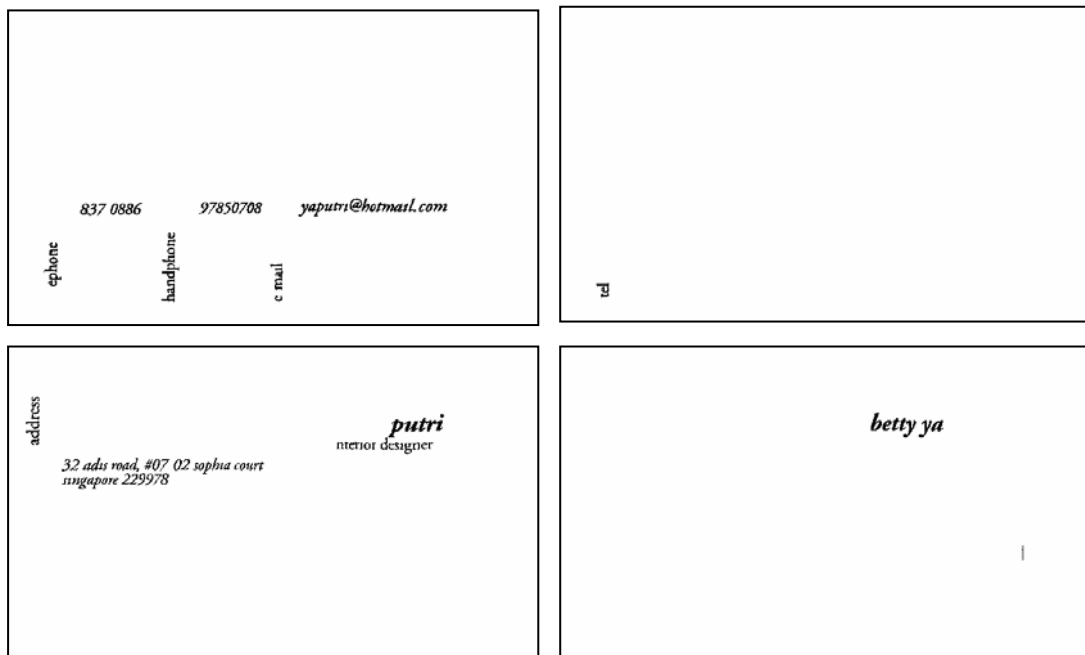 837 0886 97850708 yaputri@hotmail.com
ephone
handphone
e mail
tel
address
putri
nterior designer
32 adis road, #07 02 sophia court
singapore 229978
betty ya